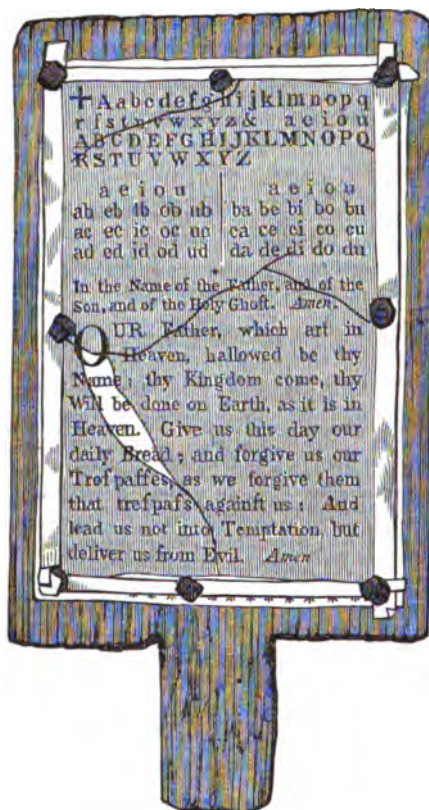 +Aabcdefghijklmnopq
rſstuvwxyz& aeiou
ABCDEFGHIJKLMNOPQ
RSTUVWXYZ
a e i o u a e i o u
ab eb ib ob ub ba be bi bo bu
ac ec ic oc uc ca ce ci co cu
ad ed id od ud da de di do du
In the Name of the Father, and of the
Son, and of the Holy Ghoſt. Amen.
OUR Father, which art in
Heaven, hallowed be thy
Name; thy Kingdom come, thy
Will be done on Earth, as it is in
Heaven. Give us this day our
daily Bread; and forgive us our
Treſpaſſes, as we forgive them
that treſpaſs againſt us: And
lead us not into Temptation, but
deliver us from Evil. Amen